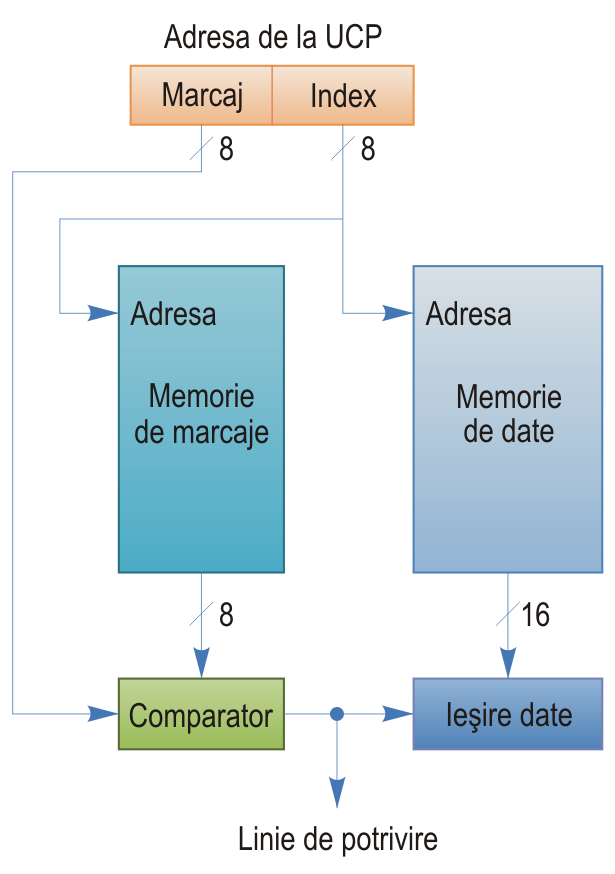 Adresa de la UCP
Marcaj Index
8 8
Adresa Adresa
Memorie
de marcaje
Memorie
de date
8 16
Comparator Ieşire date
Linie de potrivire